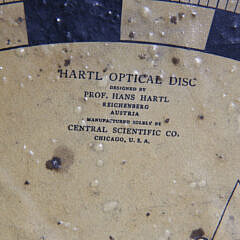 HARTL OPTICAL DISC
DESIGNED BY
PROF. HANS HARTL
REICHENBERG
AUSTRIA
MANUFACTURED SOLELY BY
CENTRAL SCIENTIFIC CO.
CHICAGO, U. S. A.